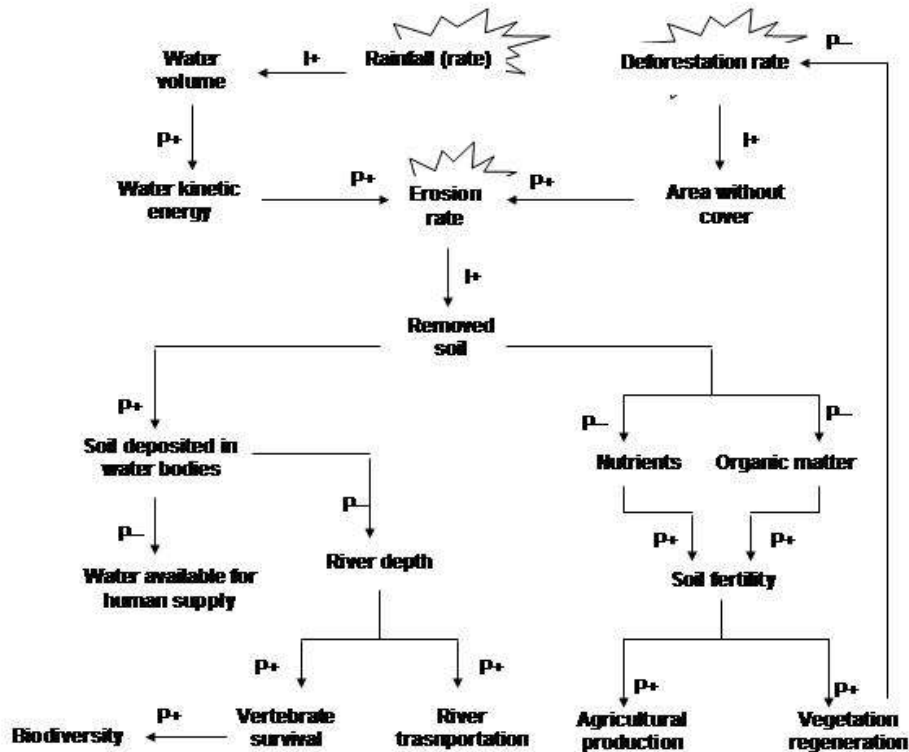 Water
volume
I+
Rainfall (rate)
Deforestation rate
P–
P+
I+
Water kinetic
energy
P+
Erosion
rate
P+
Area without
cover
I+
Removed
soil
P+
P–
P–
Soil deposited in
water bodies
Nutrients
Organic matter
P–
P–
P+
P+
Water available for
human supply
River depth
Soil fertility
P+
P+
P+
P+
Biodiversity
P+
Vertebrate
survival
River
trasnportation
Agricultural
production
Vegetation
regeneration